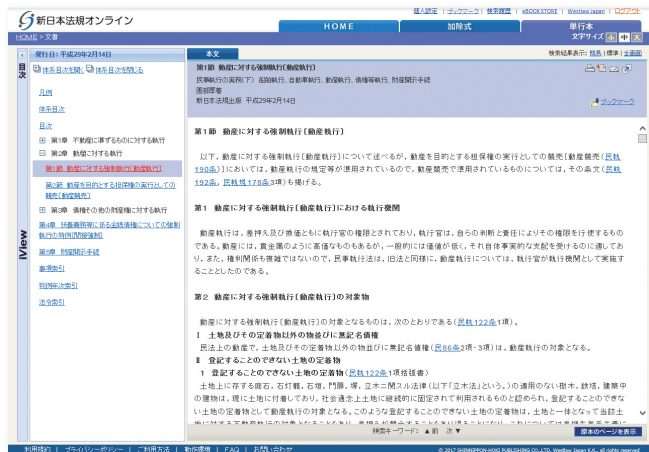 個人設定 | ブックマーク | 検索履歴 | eBOOKSTORE | Westlaw Japan | ログアウト
新日本法規オンライン
HOME 加除式 単行本
HOME > 文書
文字サイズ 小 中 大
目次
iView
発行日:平成29年2月14日
体系目次を開く 体系目次を閉じる
凡例
体系目次
目次
第1章 不動産に準ずるものに対する執行
第2章 動産に対する執行
第1節 動産に対する強制執行〔動産執行〕
第2節 動産を目的とする担保権の実行としての
競売〔動産競売〕
第3章 債権その他の財産権に対する執行
第4章 扶養義務等に係る金銭債権についての強制
執行の特例〔間接強制〕
第5章 財産開示手続
事項索引
判例年次索引
法令索引
本文
検索結果表示: 簡易 | 標準 | 全画面
第1節 動産に対する強制執行〔動産執行〕
民事執行の実務(下) 船舶執行、自動車執行、動産執行、債権等執行、財産開示手続
園部厚著
新日本法規出版 平成29年2月14日
ブックマーク
第1節 動産に対する強制執行〔動産執行〕
以下，動産に対する強制執行〔動産執行〕について述べるが，動産を目的とする担保権の実行としての競売〔動産競売(民執
190条)〕においては，動産執行の規定等が準用されているので，動産競売で準用されているものについては，その条文(民執
192条，民執規178条3項)も掲げる。
第1 動産に対する強制執行〔動産執行〕における執行機関
動産執行は，差押え及び換価ともに執行官の権限とされており，執行官は，自らの判断と責任によりその権限を行使するもの
である。動産には，貴金属のように高価なものもあるが，一般的には価値が低く，それ自体事実的な支配を受けるのに適してお
り，また，権利関係も複雑ではないので，民事執行法は，旧法と同様に，動産執行については，執行官が執行機関として実施す
ることとしたのである。
第2 動産に対する強制執行〔動産執行〕の対象物
動産に対する強制執行〔動産執行〕の対象となるものは，次のとおりである(民執122条1項)。
Ⅰ 土地及びその定着物以外の物並びに無記名債権
民法上の動産で，土地及びその定着物以外の物並びに無記名債権(民86条2項・3項)は，動産執行の対象となる。
Ⅱ 登記することのできない土地の定着物
1 登記することのできない土地の定着物(民執122条1項括弧書)
土地上に存する庭石，石灯籠，石垣，門扉，塀，立木ニ関スル法律(以下「立木法」という。)の適用のない樹木，鉄塔，建築中
の建物は，現に土地に付着しており，社会通念上土地に継続的に固定されて利用されるものと認められ，登記することのできな
い土地の定着物として動産執行の対象となる。このような登記することのできない土地の定着物は，土地と一体となって当該土
検索キーワード: ▲前 次▼
原本のページを表示
利用規約 | プライバシーポリシー | ご利用方法 | 動作環境 | FAQ | お問い合わせ
© 2017 SHINNIPPON-HOKI PUBLISHING CO.,LTD. Westlaw Japan K.K., all rights reserved